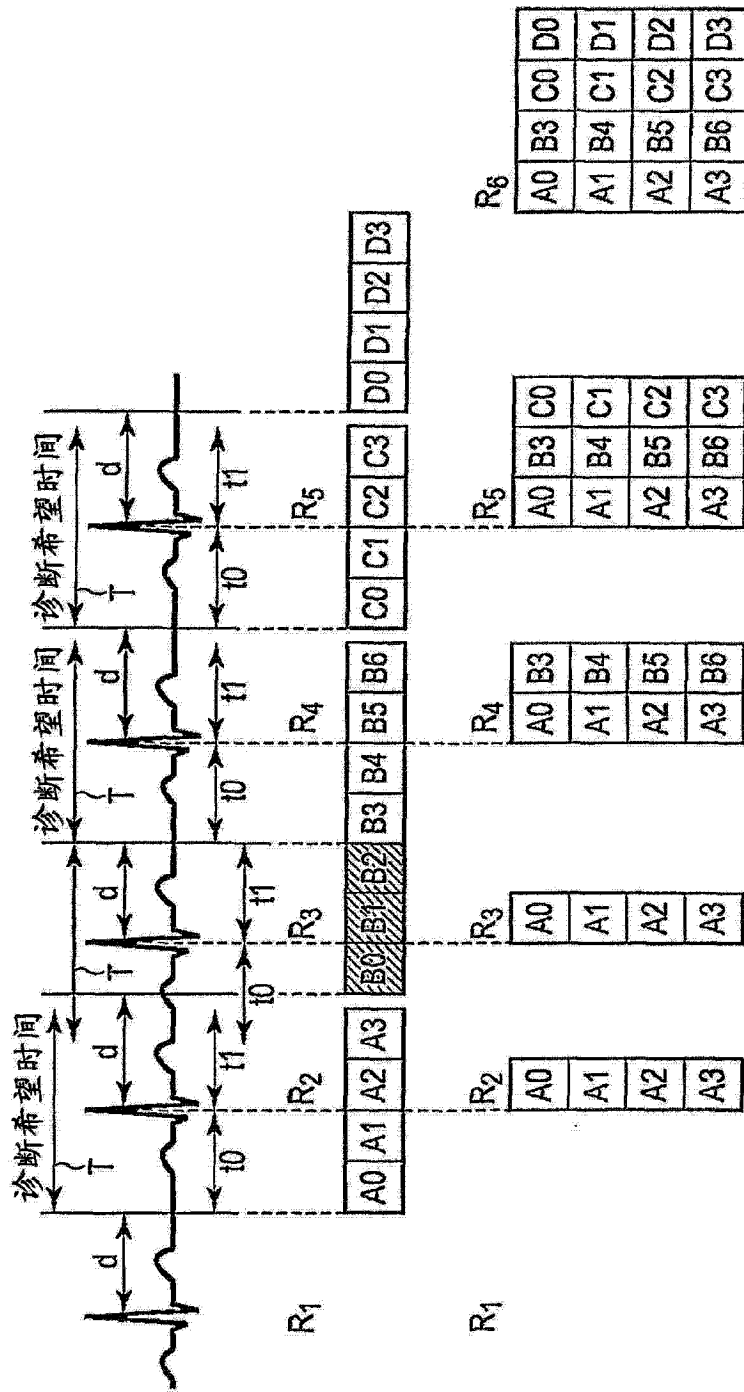 诊断希望时间 诊断希望时间 诊断希望时间
T T T T
d d d d d
t0 t1 t0 t1 t0 t1 t0 t1
R1 R2 R3 R4 R5
A0 A1 A2 A3 B0 B1 B2 B3 B4 B5 B6 C0 C1 C2 C3 D0 D1 D2 D3
R1 R2 R3 R4 R5 R6
A0 A0 A0 B3 A0 B3 C0 A0 B3 C0 D0
A1 A1 A1 B4 A1 B4 C1 A1 B4 C1 D1
A2 A2 A2 B5 A2 B5 C2 A2 B5 C2 D2
A3 A3 A3 B6 A3 B6 C3 A3 B6 C3 D3